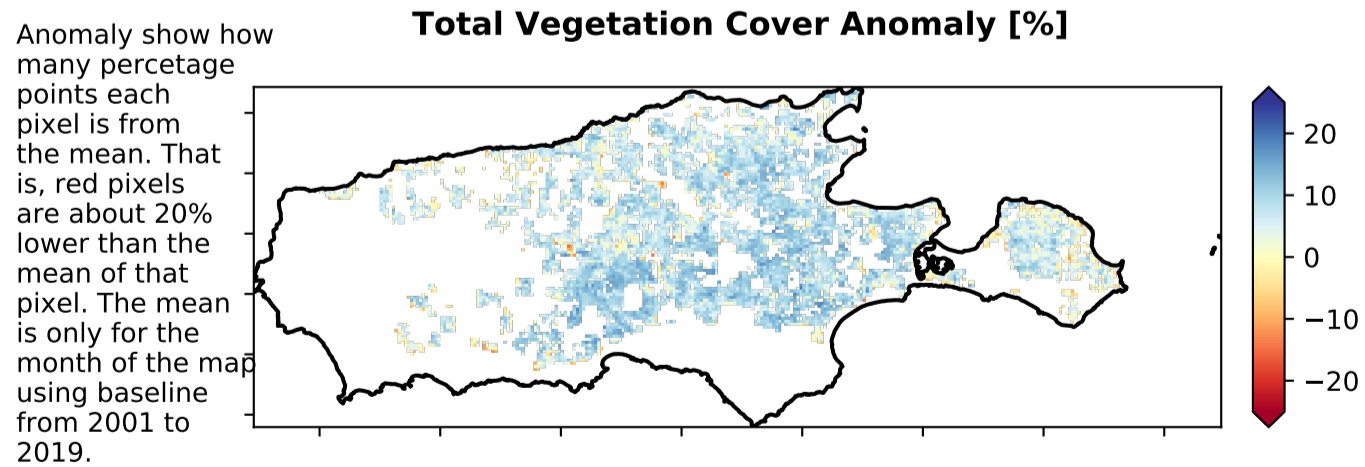 Total Vegetation Cover Anomaly [%]
Anomaly show how
many percetage
points each
pixel is from
the mean. That
is, red pixels
are about 20%
lower than the
mean of that
pixel. The mean
is only for the
month of the map
using baseline
from 2001 to
2019.
20
10
0
−10
−20